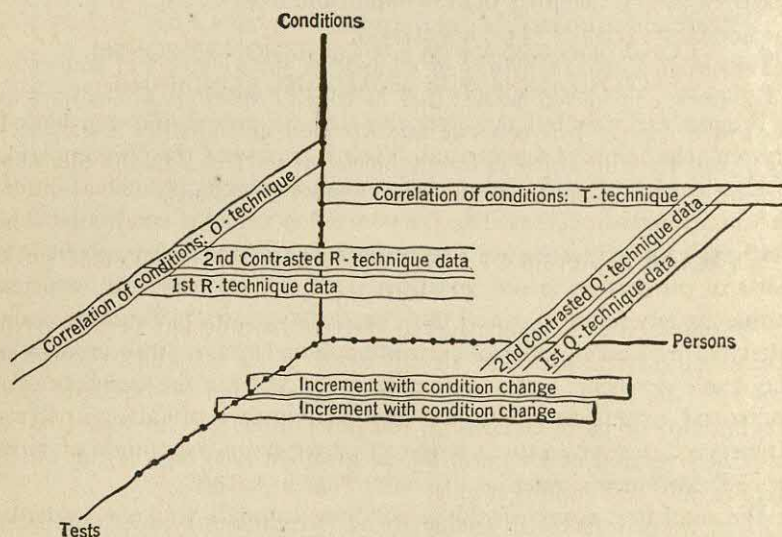 Conditions
Correlation of conditions: O-technique
Correlation of conditions: T-technique
2nd Contrasted R-technique data
1st R-technique data
2nd Contrasted Q-technique data
1st Q-technique data
Persons
Increment with condition change
Increment with condition change
Tests